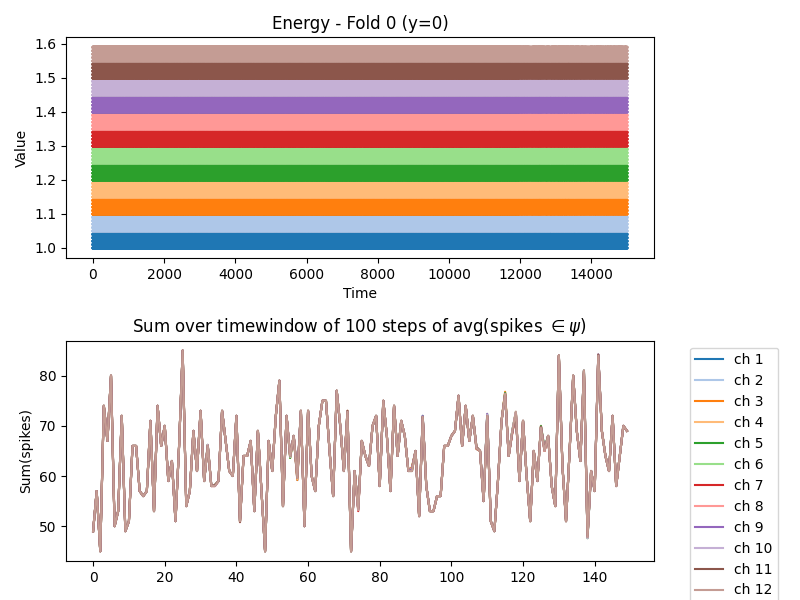 Energy - Fold 0 (y=0)
1.6
1.5
1.4
1.3
1.2
1.1
1.0
Value
0 2000 4000 6000 8000 10000 12000 14000
Time
Sum over timewindow of 100 steps of avg(spikes ∈ ψ)
80
70
60
50
Sum(spikes)
0 20 40 60 80 100 120 140
ch 1
ch 2
ch 3
ch 4
ch 5
ch 6
ch 7
ch 8
ch 9
ch 10
ch 11
ch 12